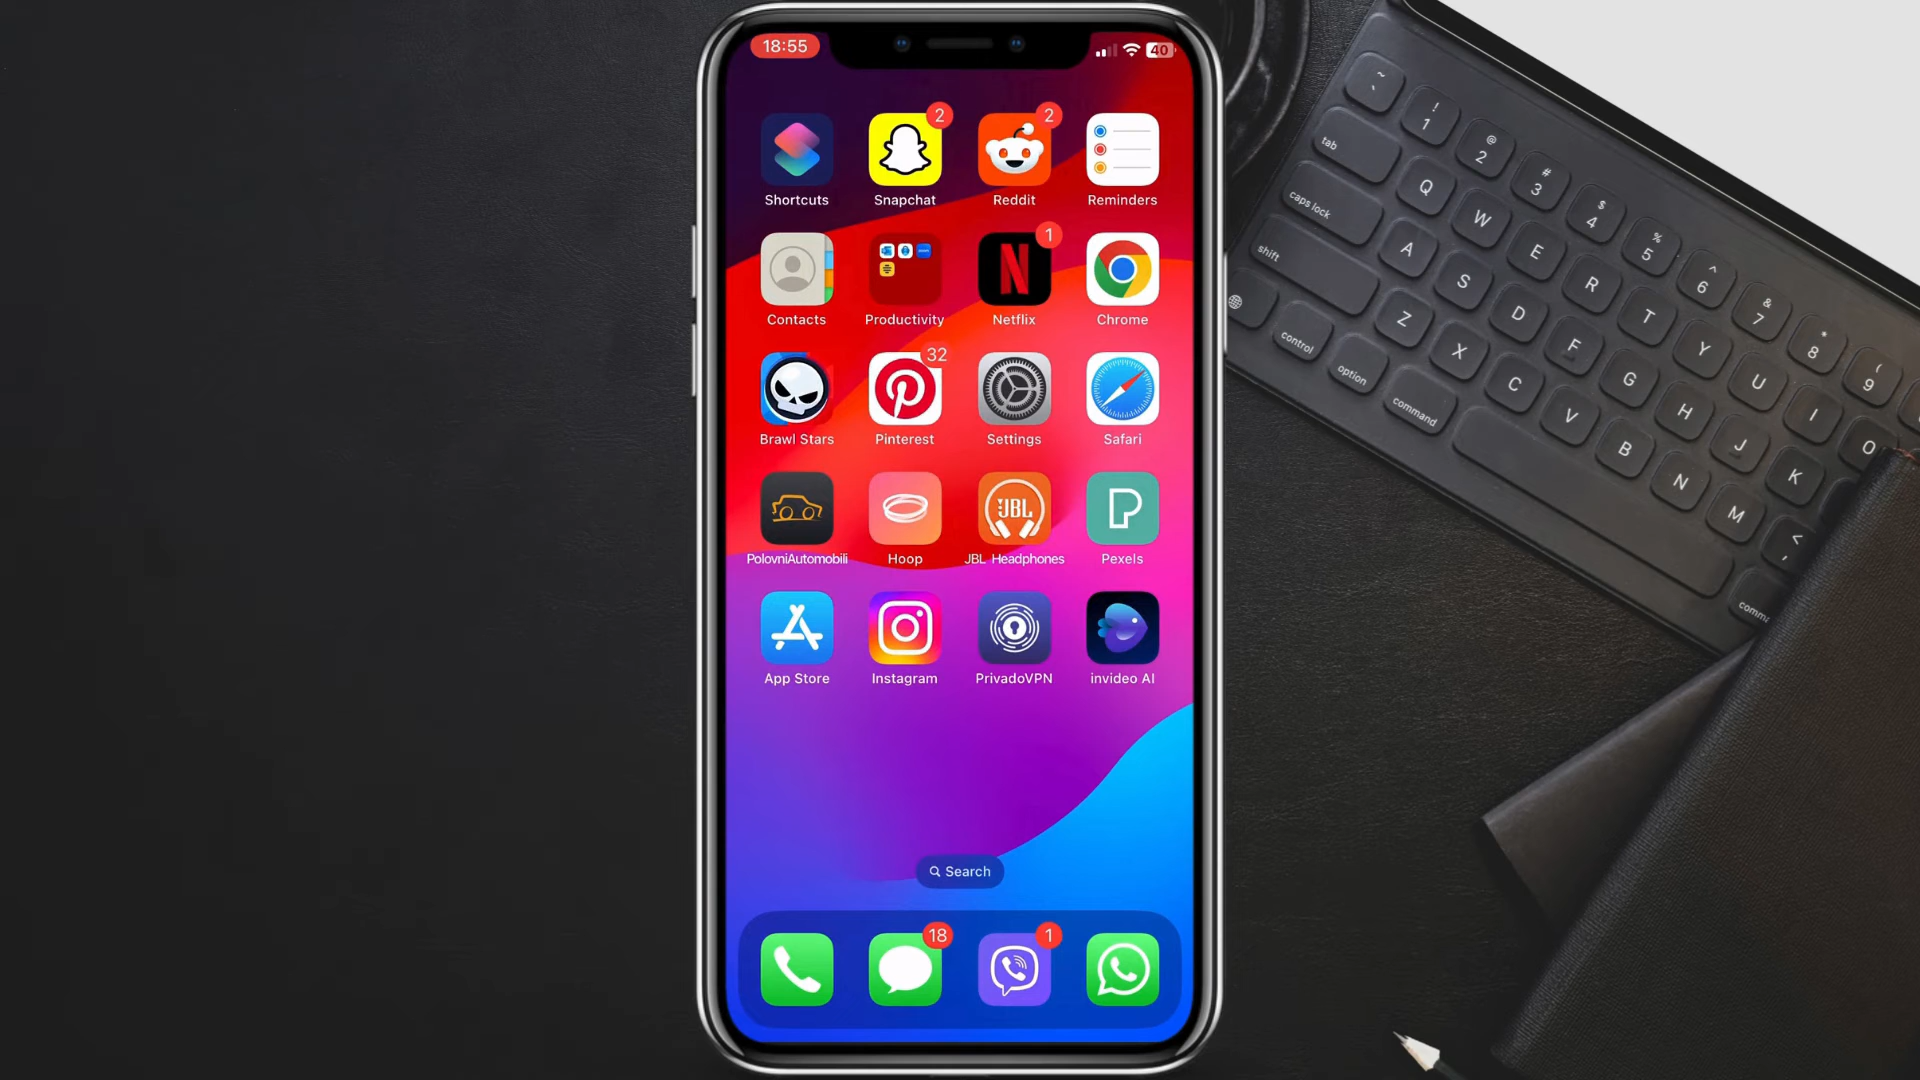 18:55
40
2
2
Shortcuts
Snapchat
Reddit
Reminders
1
N
Contacts
Productivity
Netflix
Chrome
32
Brawl Stars
Pinterest
Settings
Safari
JBL
P
PolovniAutomobili
Hoop
JBL Headphones
Pexels
App Store
Instagram
PrivadoVPN
invideo AI
Search
18
1
~
! 1
@ 2
# 3
$ 4
% 5
^ 6
& 7
* 8
( 9
tab
Q W E R T Y U I O
caps lock
A S D F G H J K
shift
Z X C V B N M <
,
control
option
command